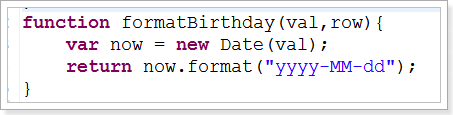 function formatBirthday(val,row){
    var now = new Date(val);
    return now.format("yyyy-MM-dd");
}